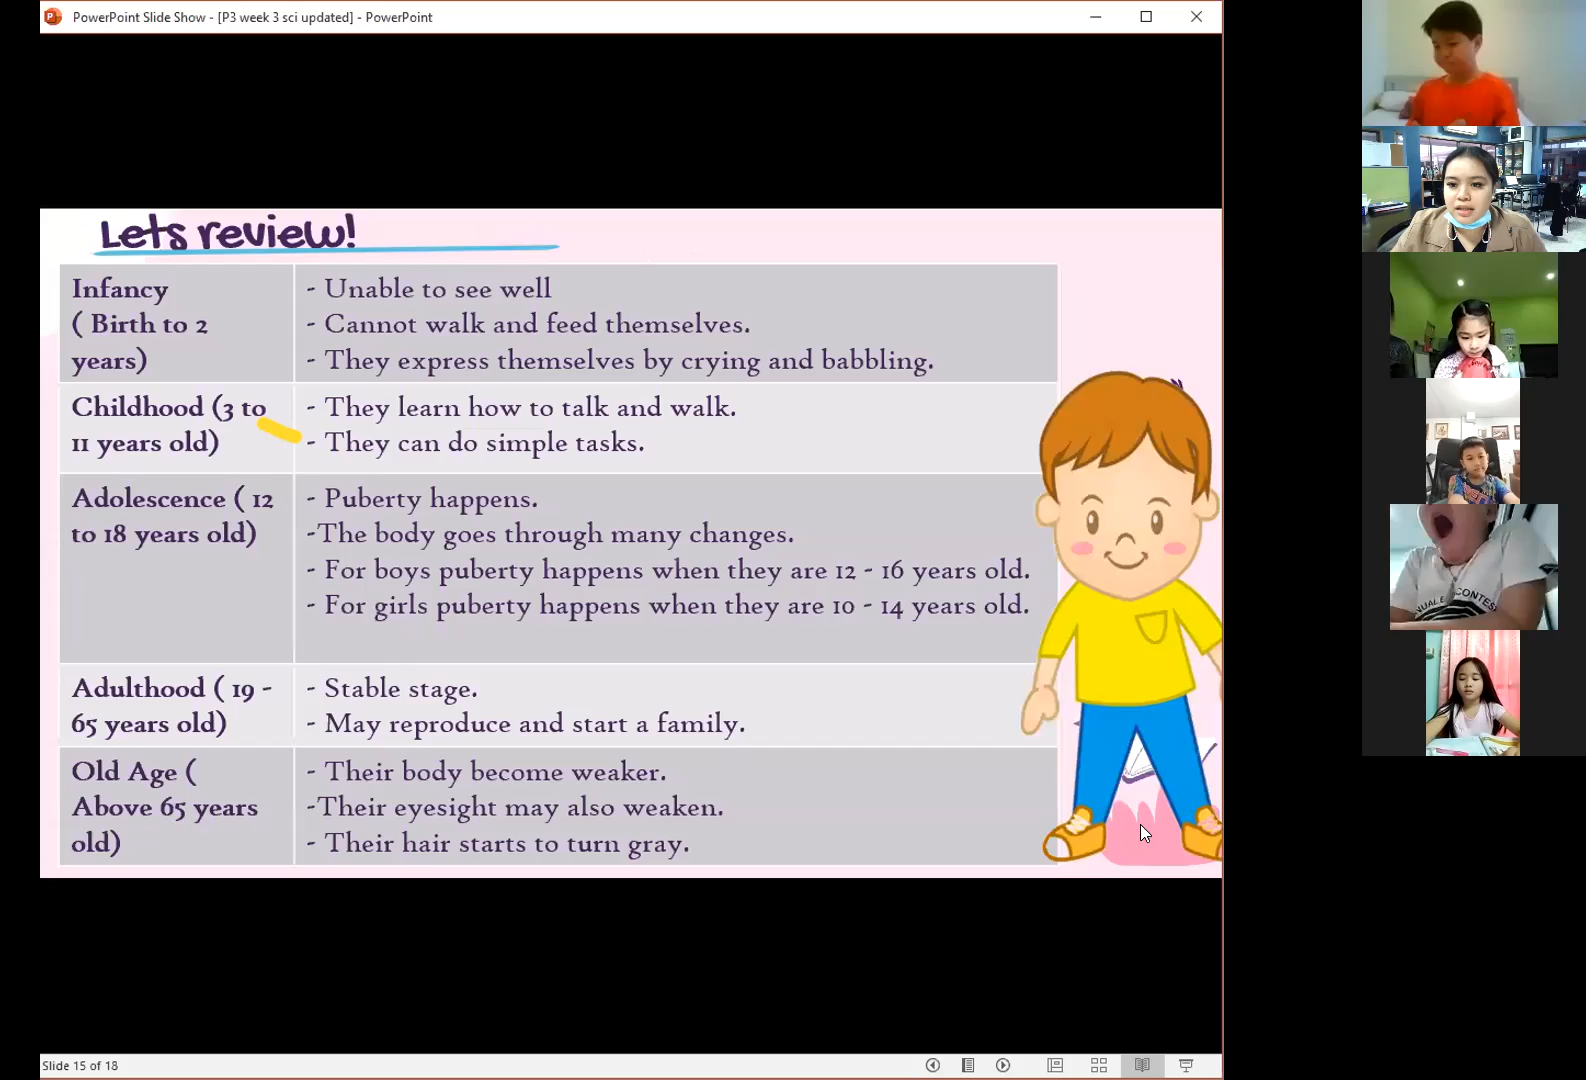 PowerPoint Slide Show - [P3 week 3 sci updated] - PowerPoint
Lets review!
Infancy
( Birth to 2
years)
- Unable to see well
- Cannot walk and feed themselves.
- They express themselves by crying and babbling.
Childhood (3 to
11 years old)
- They learn how to talk and walk.
- They can do simple tasks.
Adolescence ( 12
to 18 years old)
- Puberty happens.
-The body goes through many changes.
- For boys puberty happens when they are 12 - 16 years old.
- For girls puberty happens when they are 10 - 14 years old.
Adulthood ( 19 -
65 years old)
- Stable stage.
- May reproduce and start a family.
Old Age (
Above 65 years
old)
- Their body become weaker.
-Their eyesight may also weaken.
- Their hair starts to turn gray.
Slide 15 of 18